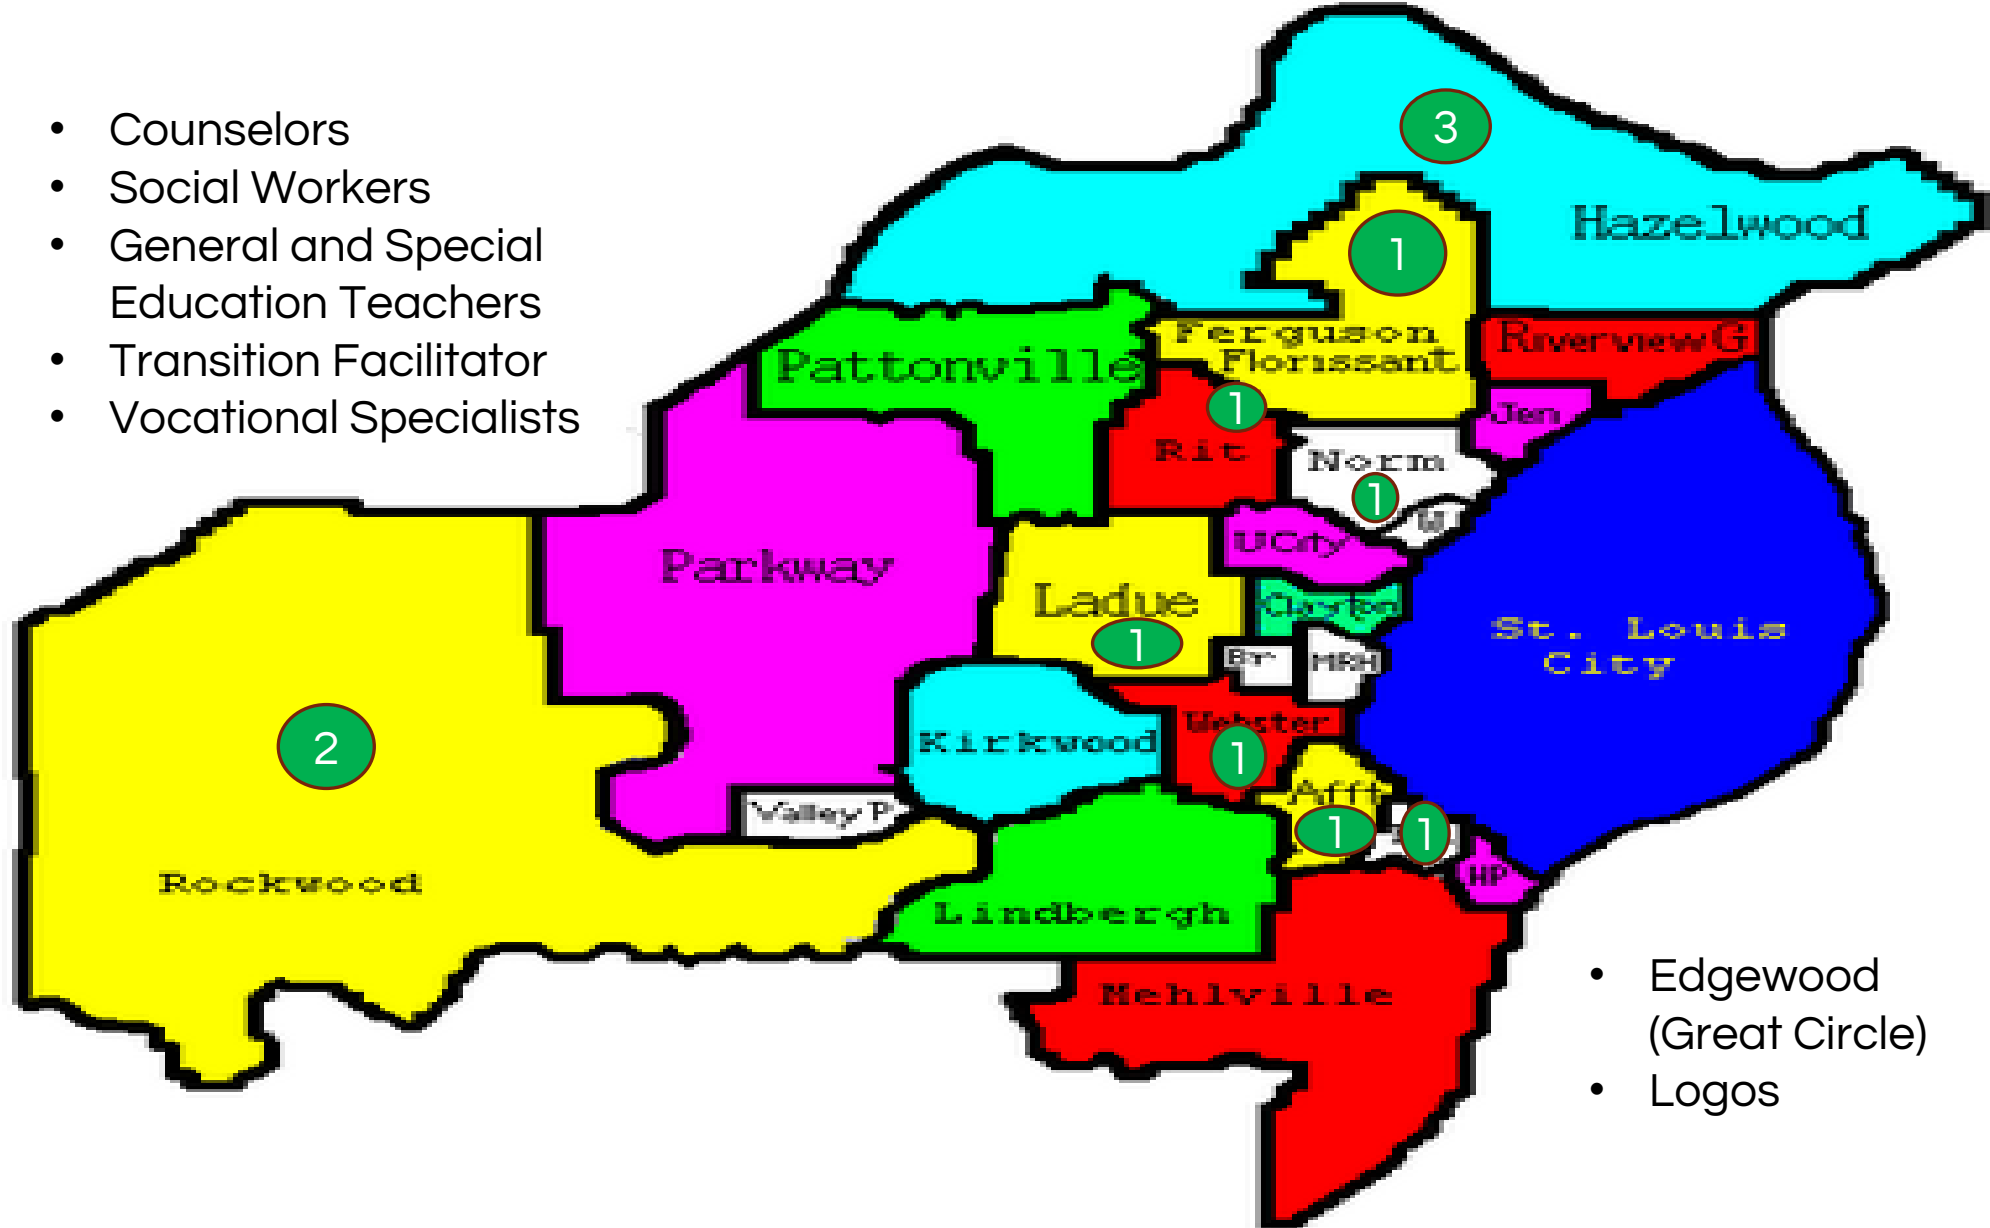 • Counselors
• Social Workers
• General and Special
Education Teachers
• Transition Facilitator
• Vocational Specialists
3
Hazelwood
1
Ferguson
Florissant
RiverviewG
Pattonville
1
Jen
Rit
Norm
1
W
U City
Parkway
Ladue
Clayton
1
Br
MRH
St. Louis
City
2
Webster
Kirkwood
1
Afft
Valley P
1
1
HP
Rockwood
Lindbergh
Mehlville
• Edgewood
(Great Circle)
• Logos